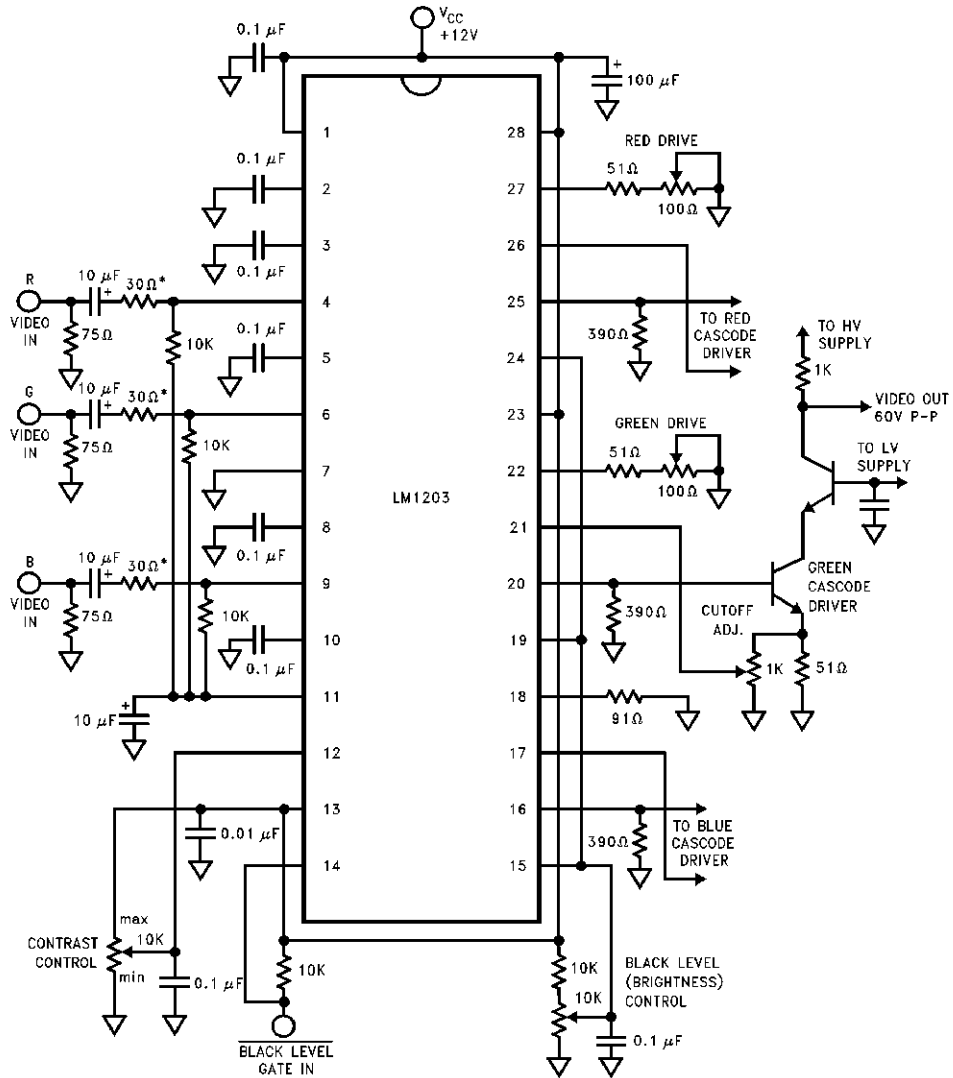 VCC
+12V
0.1 μF
+
100 μF
1
28
RED DRIVE
0.1 μF
51Ω
2
27
100Ω
3
26
0.1 μF
R
10 μF
+
30Ω*
4
25
VIDEO
IN
75Ω
10K
0.1 μF
390Ω
TO RED
CASCODE
DRIVER
TO HV
SUPPLY
5
24
1K
G
10 μF
+
30Ω*
6
23
VIDEO OUT
60V P-P
VIDEO
IN
75Ω
10K
GREEN DRIVE
51Ω
TO LV
SUPPLY
7
22
100Ω
LM1203
8
21
0.1 μF
B
10 μF
+
30Ω*
9
20
GREEN
CASCODE
DRIVER
VIDEO
IN
75Ω
10K
390Ω
CUTOFF
ADJ.
10
19
0.1 μF
1K
51Ω
+
10 μF
11
18
91Ω
12
17
13
16
0.01 μF
390Ω
TO BLUE
CASCODE
DRIVER
14
15
max
CONTRAST
CONTROL
10K
min
0.1 μF
10K
10K
10K
BLACK LEVEL
(BRIGHTNESS)
CONTROL
0.1 μF
BLACK LEVEL
GATE IN